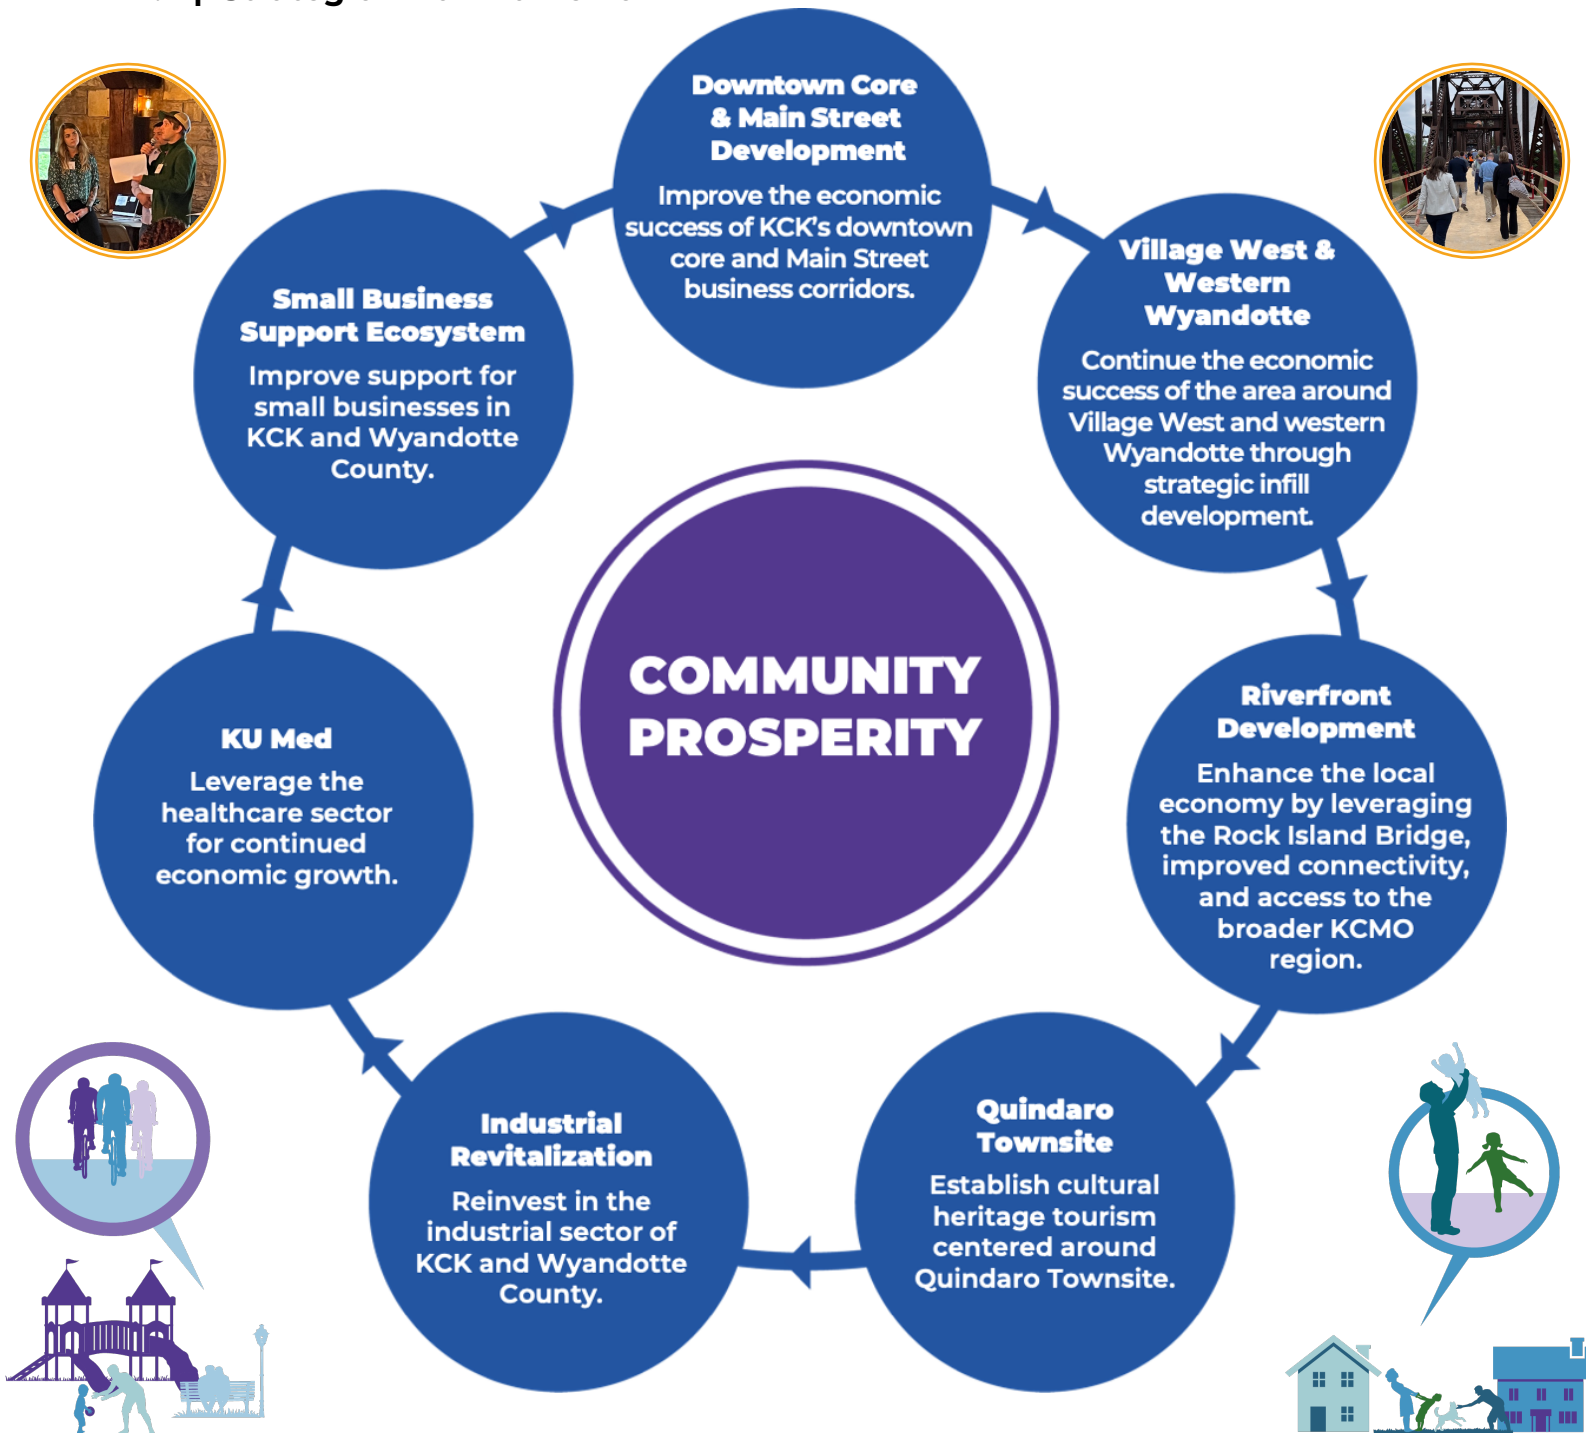 Downtown Core
& Main Street
Development
Improve the economic
success of KCK's downtown
core and Main Street
business corridors.
Village West &
Western
Wyandotte
Continue the economic
success of the area around
Village West and western
Wyandotte through
strategic infill
development.
Riverfront
Development
Enhance the local
economy by leveraging
the Rock Island Bridge,
improved connectivity,
and access to the
broader KCMO
region.
Quindaro
Townsite
Establish cultural
heritage tourism
centered around
Quindaro Townsite.
Industrial
Revitalization
Reinvest in the
industrial sector of
KCK and Wyandotte
County.
KU Med
Leverage the
healthcare sector
for continued
economic growth.
Small Business
Support Ecosystem
Improve support for
small businesses in
KCK and Wyandotte
County.
COMMUNITY
PROSPERITY